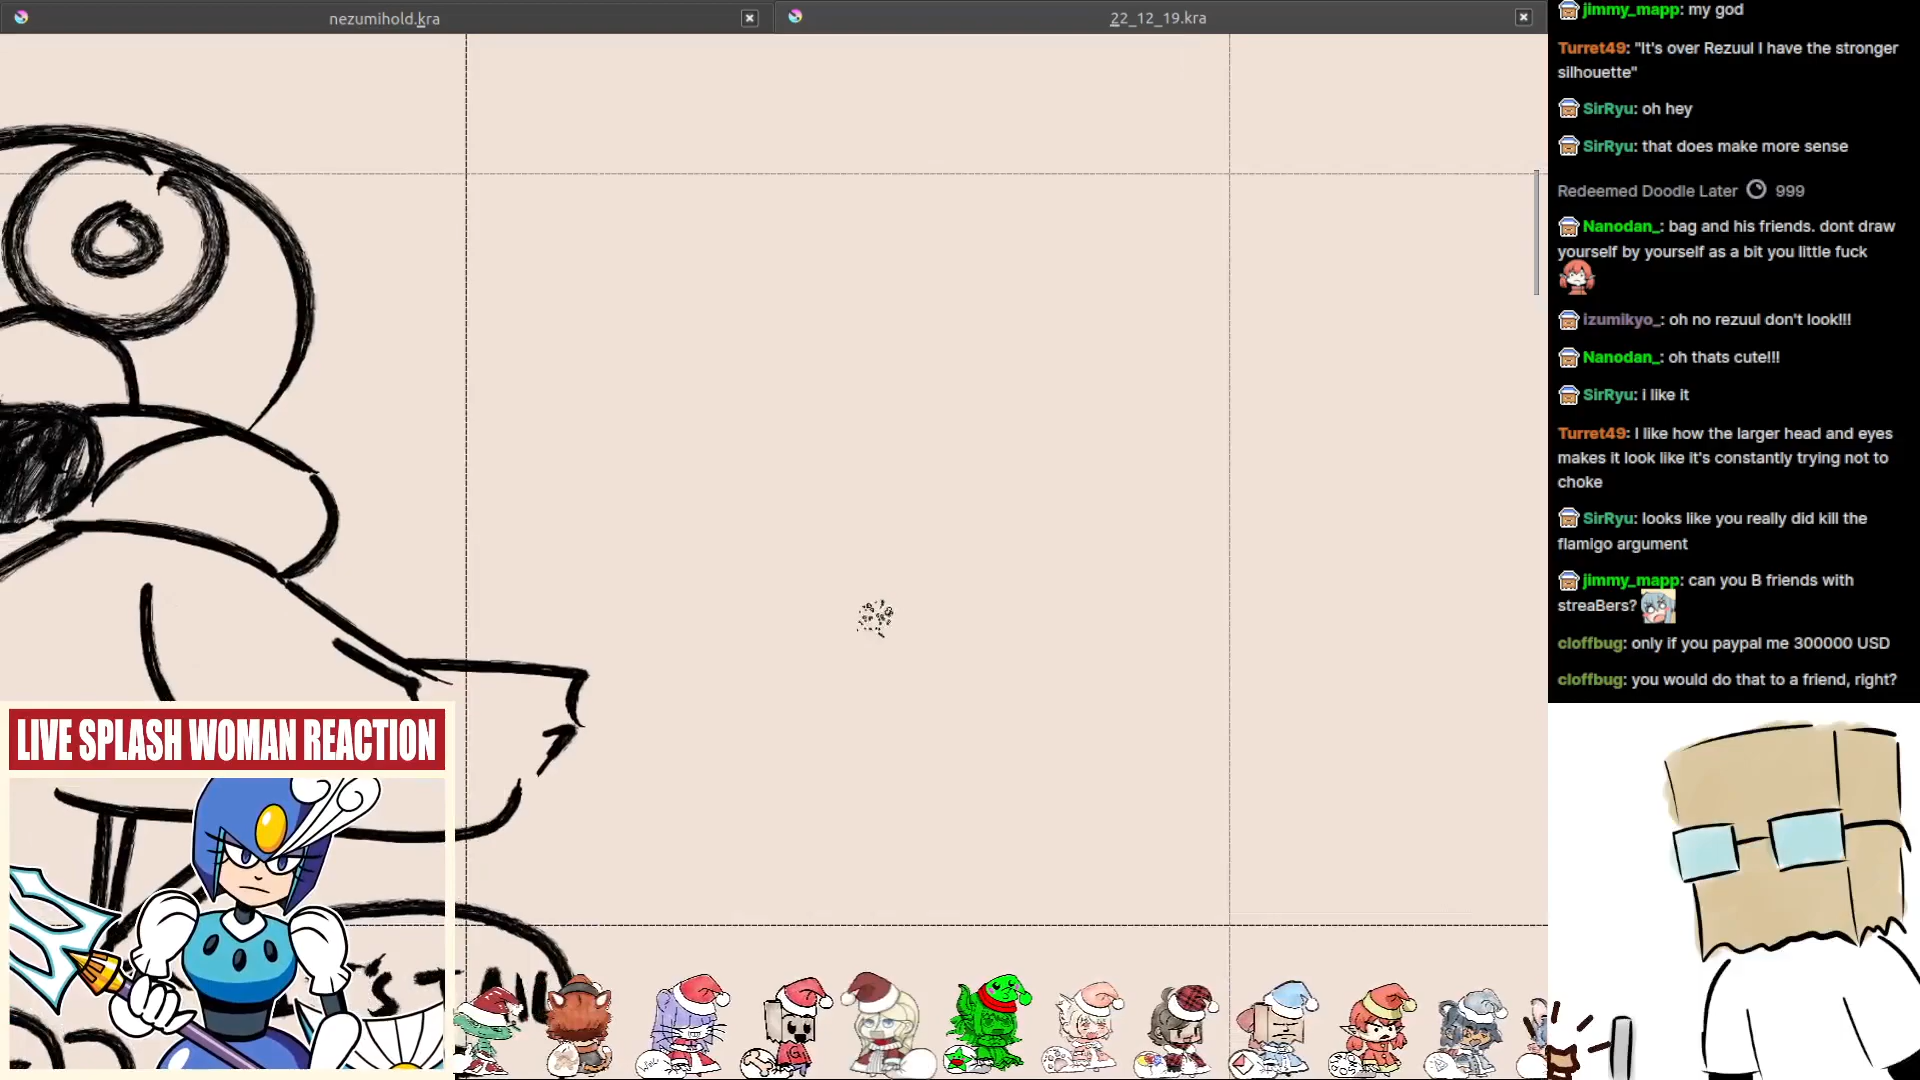 nezumihold.kra
22_12_19.kra
jimmy_mapp: my god
Turret49: "It's over Rezuul I have the stronger
silhouette"
SirRyu: oh hey
SirRyu: that does make more sense
Redeemed Doodle Later 999
Nanodan_: bag and his friends. dont draw
yourself by yourself as a bit you little fuck
izumikyo_: oh no rezuul don't look!!!
Nanodan_: oh thats cute!!!
SirRyu: i like it
Turret49: I like how the larger head and eyes
makes it look like it's constantly trying not to
choke
SirRyu: looks like you really did kill the
flamigo argument
jimmy_mapp: can you B friends with
streaBers?
cloffbug: only if you paypal me 300000 USD
cloffbug: you would do that to a friend, right?
LIVE SPLASH WOMAN REACTION